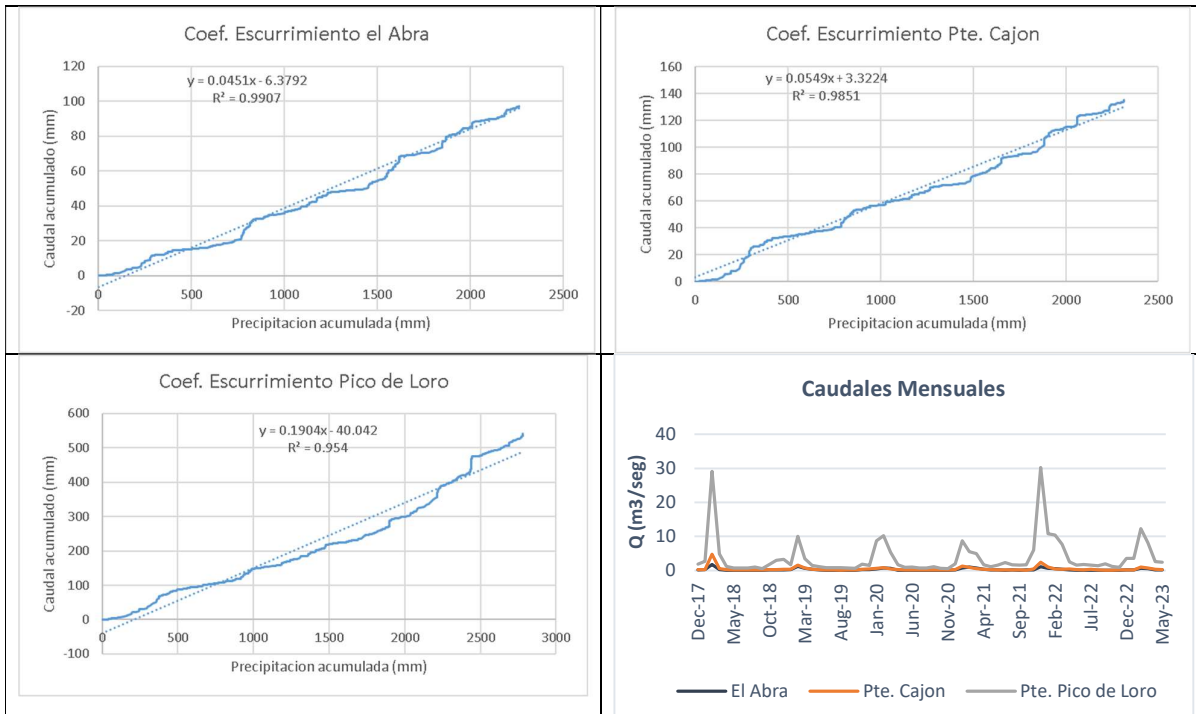 Coef. Escurrimiento el Abra
y = 0.0451x - 6.3792
R² = 0.9907
Caudal acumulado (mm)
120
100
80
60
40
20
0
-20
0
500
1000
1500
2000
2500
Precipitacion acumulada (mm)
Coef. Escurrimiento Pte. Cajon
y = 0.0549x + 3.3224
R² = 0.9851
Caudal acumulado (mm)
160
140
120
100
80
60
40
20
0
0
500
1000
1500
2000
2500
Precipitacion acumulada (mm)
Coef. Escurrimiento Pico de Loro
y = 0.1904x - 40.042
R² = 0.954
Caudal acumulado (mm)
600
500
400
300
200
100
0
-100
0
500
1000
1500
2000
2500
3000
Precipitacion acumulada (mm)
Caudales Mensuales
Q (m3/seg)
40
30
20
10
0
Dec-17
May-18
Oct-18
Mar-19
Aug-19
Jan-20
Jun-20
Nov-20
Apr-21
Sep-21
Feb-22
Jul-22
Dec-22
May-23
El Abra
Pte. Cajon
Pte. Pico de Loro